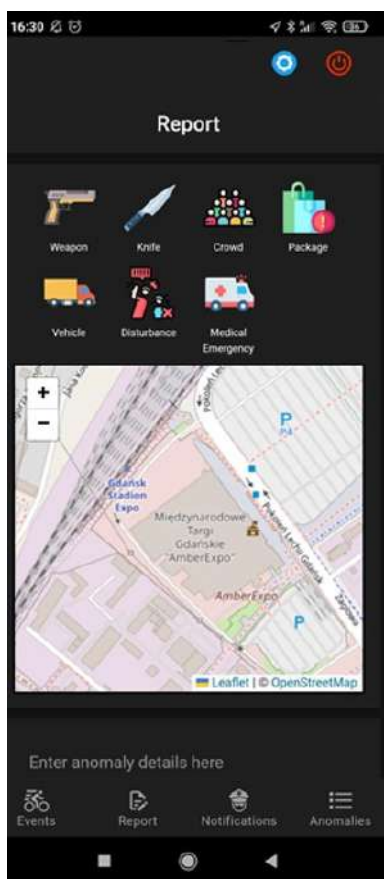 16:30
Report
Weapon Knife Crowd Package
Vehicle Disturbance Medical
Emergency
+
−
P
P4
Gdańsk
Stadion
Expo
Międzynarodowe
Targi
Gdańskie
"AmberExpo"
AmberExpo
Żaglowa
P
Leaflet | © OpenStreetMap
Enter anomaly details here
Events Report Notifications Anomalies